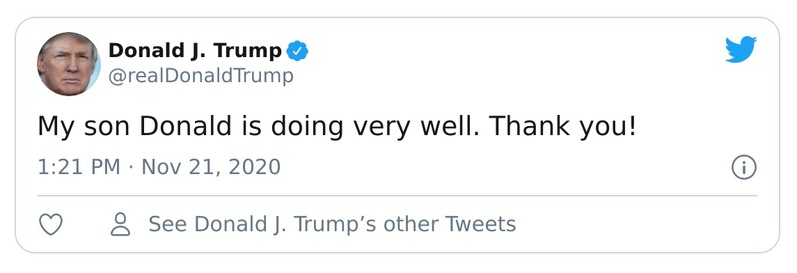 Donald J. Trump
@realDonaldTrump
My son Donald is doing very well. Thank you!
1:21 PM · Nov 21, 2020
See Donald J. Trump’s other Tweets